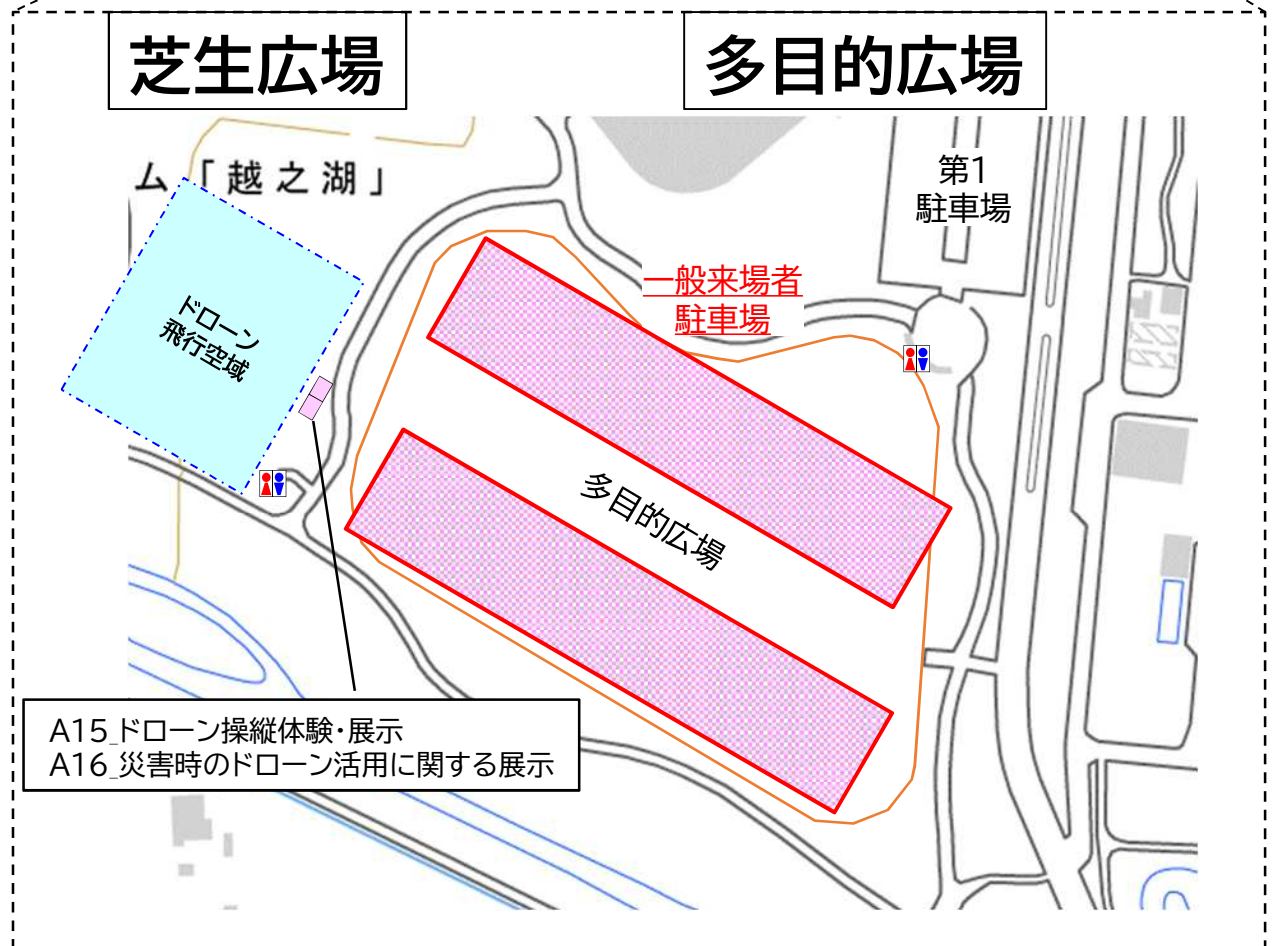 芝生広場
多目的広場
ム「越之湖」
第1
駐車場
一般来場者
駐車場
ドローン
飛行空域
多目的広場
A15_ドローン操縦体験・展示
A16_災害時のドローン活用に関する展示